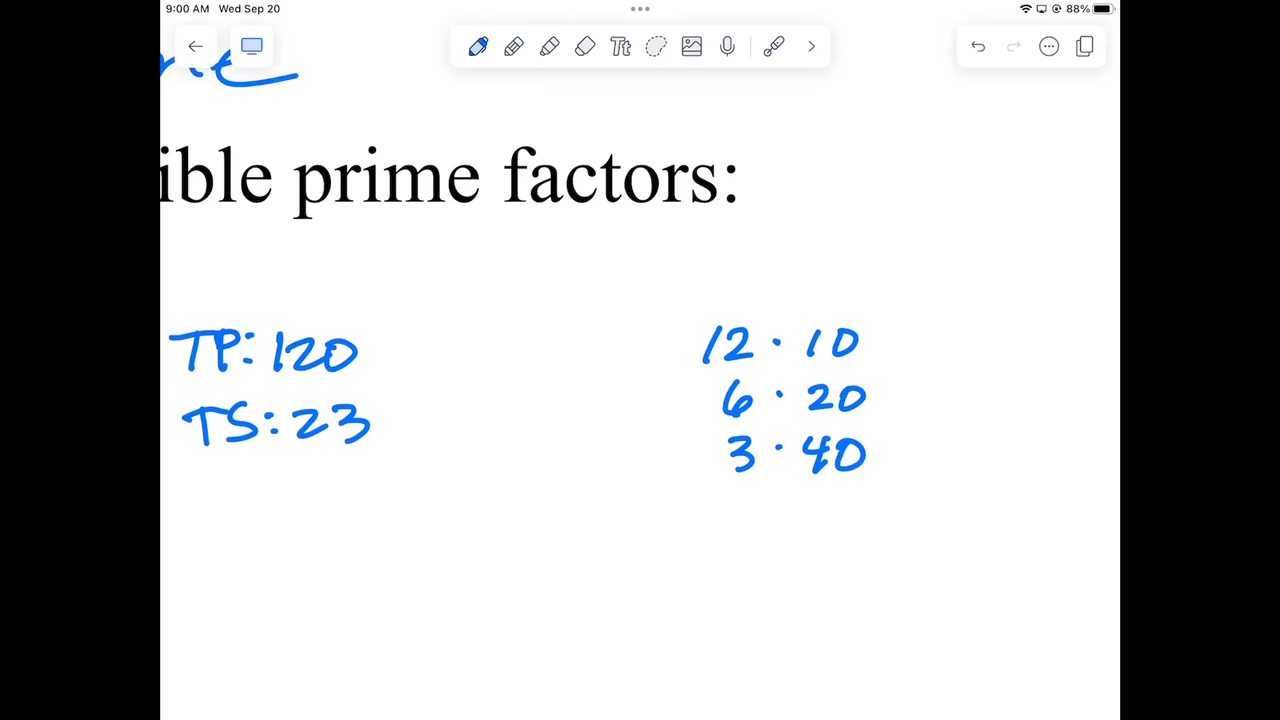 9:00 AM Wed Sep 20
88%
Tt
ible prime factors:
TP: 120
TS: 23
12 · 10
6 · 20
3 · 40